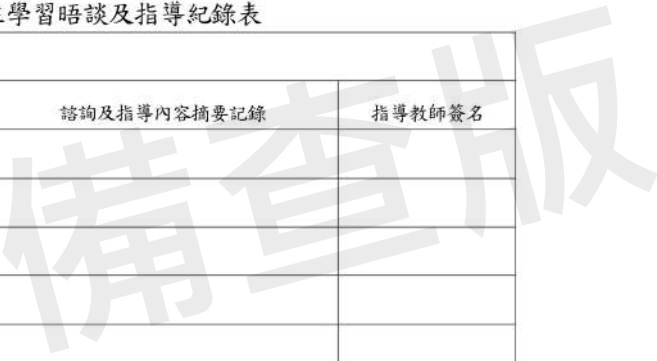 學習晤談及指導紀錄表
諮詢及指導內容摘要記錄
指導教師簽名
備查版